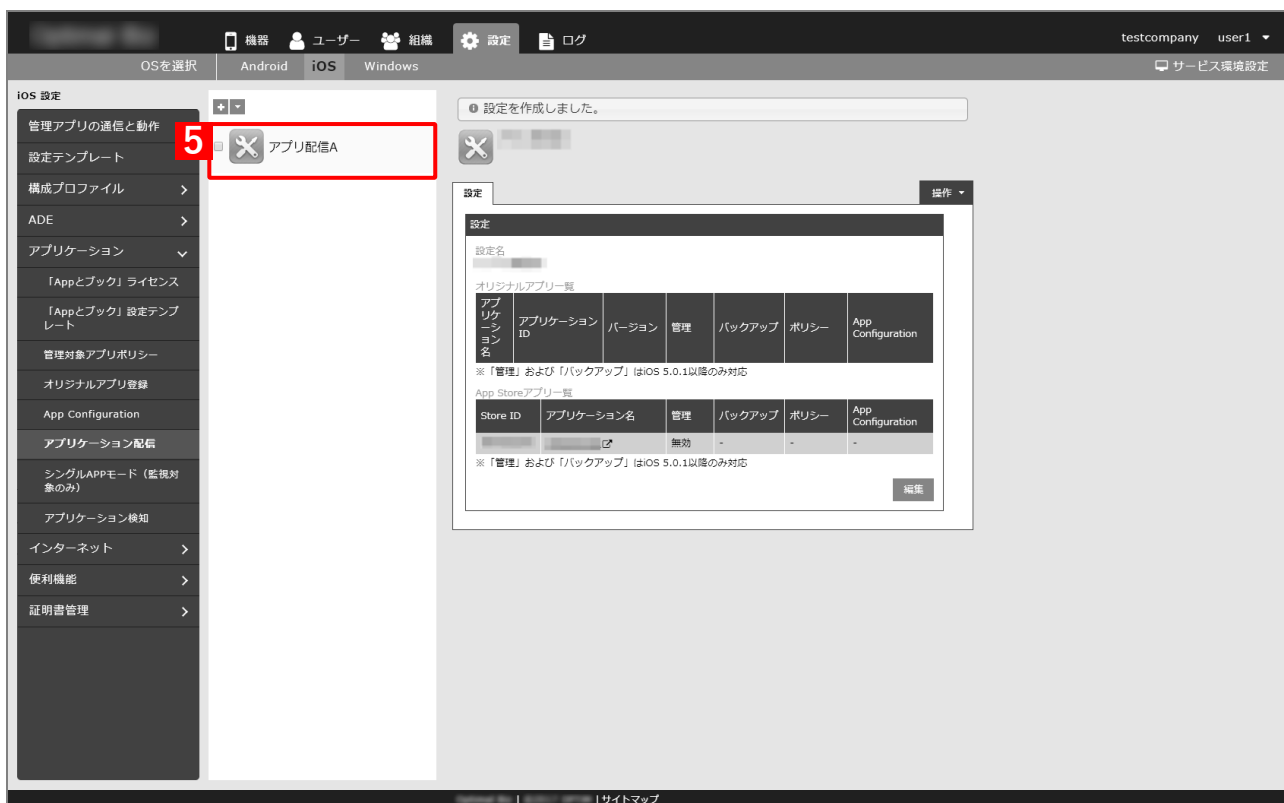 機器 ユーザー 組織 設定 ログ testcompany user1
OSを選択 Android iOS Windows サービス環境設定
iOS 設定
管理アプリの通信と動作
設定テンプレート
構成プロファイル
ADE
アプリケーション
「Appとブック」ライセンス
「Appとブック」設定テンプ
レート
管理対象アプリポリシー
オリジナルアプリ登録
App Configuration
アプリケーション配信
シングルAPPモード（監視対
象のみ）
アプリケーション検知
インターネット
便利機能
証明書管理
5
アプリ配信A
設定を作成しました。
設定 操作
設定
設定名
オリジナルアプリ一覧
アプ
リケ
ーシ
ョン
名
アプリケーション
ID
バージョン
管理
バックアップ
ポリシー
App
Configuration
※「管理」および「バックアップ」はiOS 5.0.1以降のみ対応
App Storeアプリ一覧
Store ID アプリケーション名 管理 バックアップ ポリシー App
Configuration
無効 - - -
※「管理」および「バックアップ」はiOS 5.0.1以降のみ対応
編集
| | サイトマップ